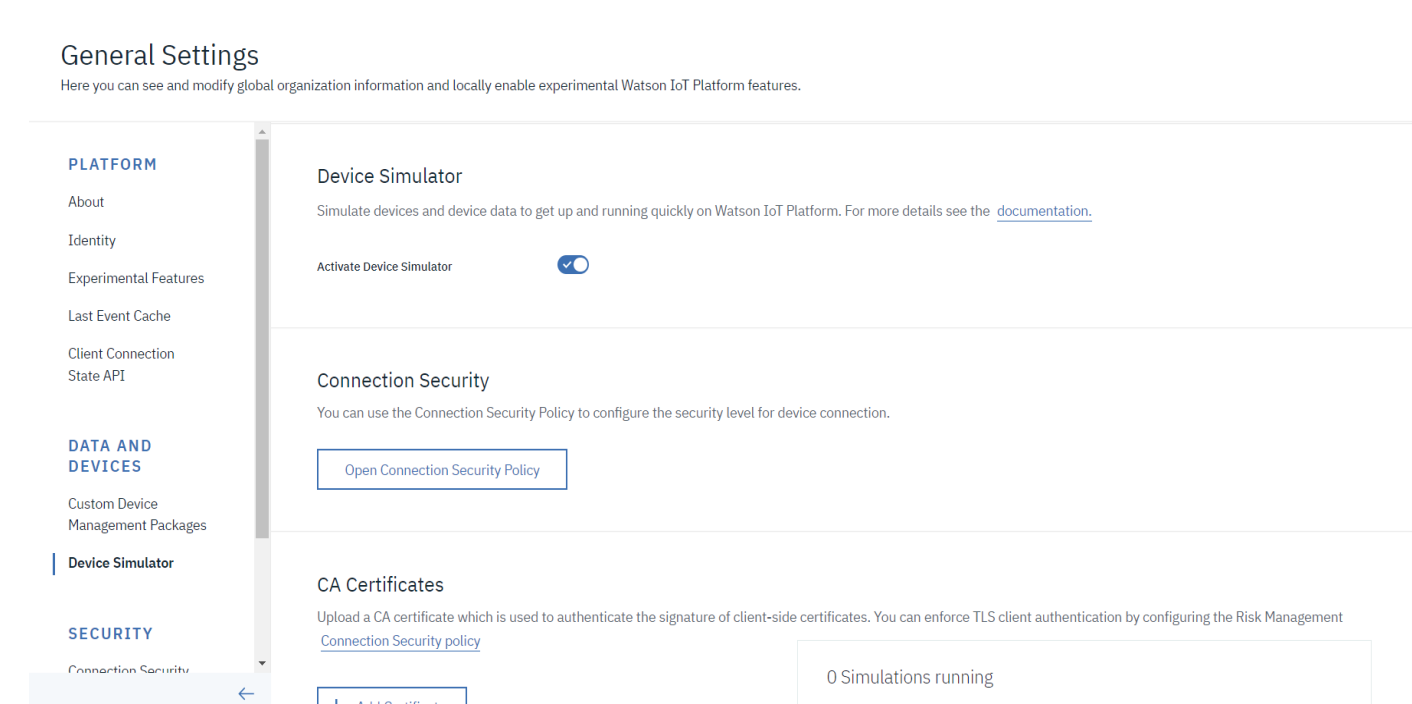 General Settings
Here you can see and modify global organization information and locally enable experimental Watson IoT Platform features.
PLATFORM
About
Identity
Experimental Features
Last Event Cache
Client Connection
State API
DATA AND
DEVICES
Custom Device
Management Packages
Device Simulator
SECURITY
Connection Security
Device Simulator
Simulate devices and device data to get up and running quickly on Watson IoT Platform. For more details see the documentation.
Activate Device Simulator
Connection Security
You can use the Connection Security Policy to configure the security level for device connection.
Open Connection Security Policy
CA Certificates
Upload a CA certificate which is used to authenticate the signature of client-side certificates. You can enforce TLS client authentication by configuring the Risk Management
Connection Security policy
Add Certificate
0 Simulations running